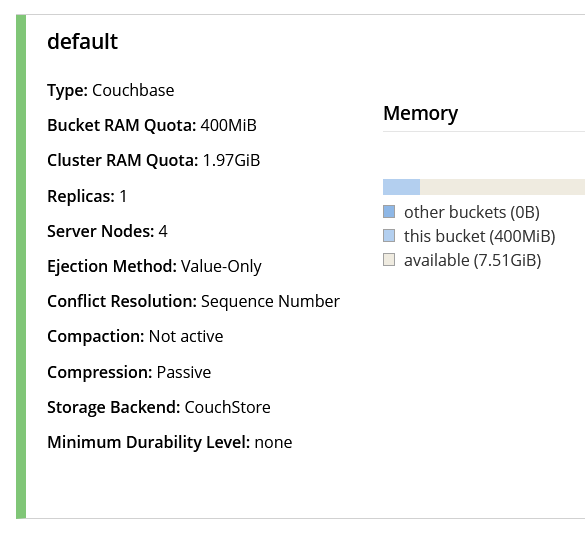 default
Type: Couchbase
Bucket RAM Quota: 400MiB
Cluster RAM Quota: 1.97GiB
Replicas: 1
Server Nodes: 4
Ejection Method: Value-Only
Conflict Resolution: Sequence Number
Compaction: Not active
Compression: Passive
Storage Backend: CouchStore
Minimum Durability Level: none
Memory
other buckets (0B)
this bucket (400MiB)
available (7.51GiB)